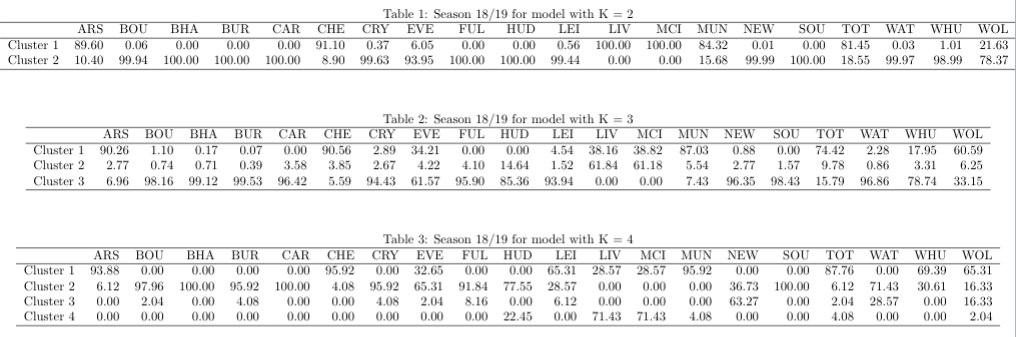 Table 1: Season 18/19 for model with K = 2
ARS BOU BHA BUR CAR CHE CRY EVE FUL HUD LEI LIV MCI MUN NEW SOU TOT WAT WHU WOL
Cluster 1 89.60 0.06 0.00 0.00 0.00 91.10 0.37 6.05 0.00 0.00 0.56 100.00 100.00 84.32 0.01 0.00 81.45 0.03 1.01 21.63
Cluster 2 10.40 99.94 100.00 100.00 100.00 8.90 99.63 93.95 100.00 100.00 99.44 0.00 0.00 15.68 99.99 100.00 18.55 99.97 98.99 78.37
Table 2: Season 18/19 for model with K = 3
ARS BOU BHA BUR CAR CHE CRY EVE FUL HUD LEI LIV MCI MUN NEW SOU TOT WAT WHU WOL
Cluster 1 90.26 1.10 0.17 0.07 0.00 90.56 2.89 34.21 0.00 0.00 4.54 38.16 38.82 87.03 0.88 0.00 74.42 2.28 17.95 60.59
Cluster 2 2.77 0.74 0.71 0.39 3.58 3.85 2.67 4.22 4.10 14.64 1.52 61.84 61.18 5.54 2.77 1.57 9.78 0.86 3.31 6.25
Cluster 3 6.96 98.16 99.12 99.53 96.42 5.59 94.43 61.57 95.90 85.36 93.94 0.00 0.00 7.43 96.35 98.43 15.79 96.86 78.74 33.15
Table 3: Season 18/19 for model with K = 4
ARS BOU BHA BUR CAR CHE CRY EVE FUL HUD LEI LIV MCI MUN NEW SOU TOT WAT WHU WOL
Cluster 1 93.88 0.00 0.00 0.00 0.00 95.92 0.00 32.65 0.00 0.00 65.31 28.57 28.57 95.92 0.00 0.00 87.76 0.00 69.39 65.31
Cluster 2 6.12 97.96 100.00 95.92 100.00 4.08 95.92 65.31 91.84 77.55 28.57 0.00 0.00 0.00 36.73 100.00 6.12 71.43 30.61 16.33
Cluster 3 0.00 2.04 0.00 4.08 0.00 0.00 4.08 2.04 8.16 0.00 6.12 0.00 0.00 0.00 63.27 0.00 2.04 28.57 0.00 16.33
Cluster 4 0.00 0.00 0.00 0.00 0.00 0.00 0.00 0.00 0.00 22.45 0.00 71.43 71.43 4.08 0.00 0.00 4.08 0.00 0.00 2.04